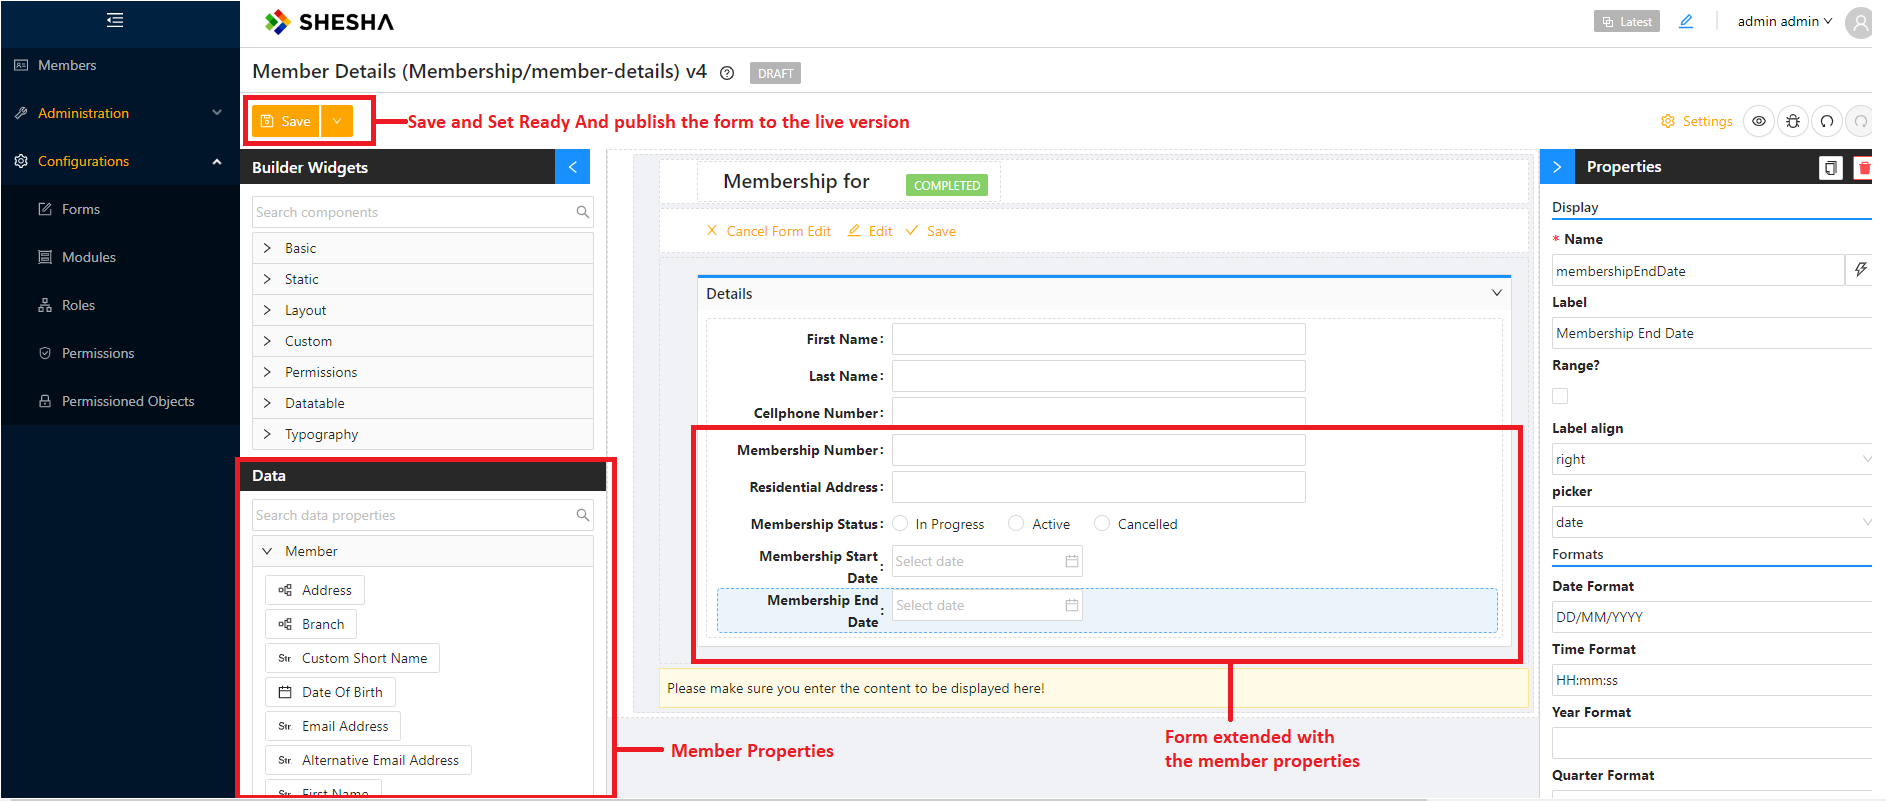 SHESHA
Latest
admin admin
Members
Administration
Configurations
Forms
Modules
Roles
Permissions
Permissioned Objects
Member Details (Membership/member-details) v4
DRAFT
Save
Save and Set Ready And publish the form to the live version
Settings
Builder Widgets
Search components
Basic
Static
Layout
Custom
Permissions
Datatable
Typography
Data
Search data properties
Member
Address
Branch
Str. Custom Short Name
Date Of Birth
Str. Email Address
Str. Alternative Email Address
Str. First Name
Member Properties
Membership for
COMPLETED
Cancel Form Edit
Edit
Save
Details
First Name:
Last Name:
Cellphone Number:
Membership Number:
Residential Address:
Membership Status: In Progress Active Cancelled
Membership Start
Date :
Select date
Membership End
Date :
Select date
Please make sure you enter the content to be displayed here!
Form extended with
the member properties
Properties
Display
* Name
membershipEndDate
Label
Membership End Date
Range?
Label align
right
picker
date
Formats
Date Format
DD/MM/YYYY
Time Format
HH:mm:ss
Year Format
Quarter Format